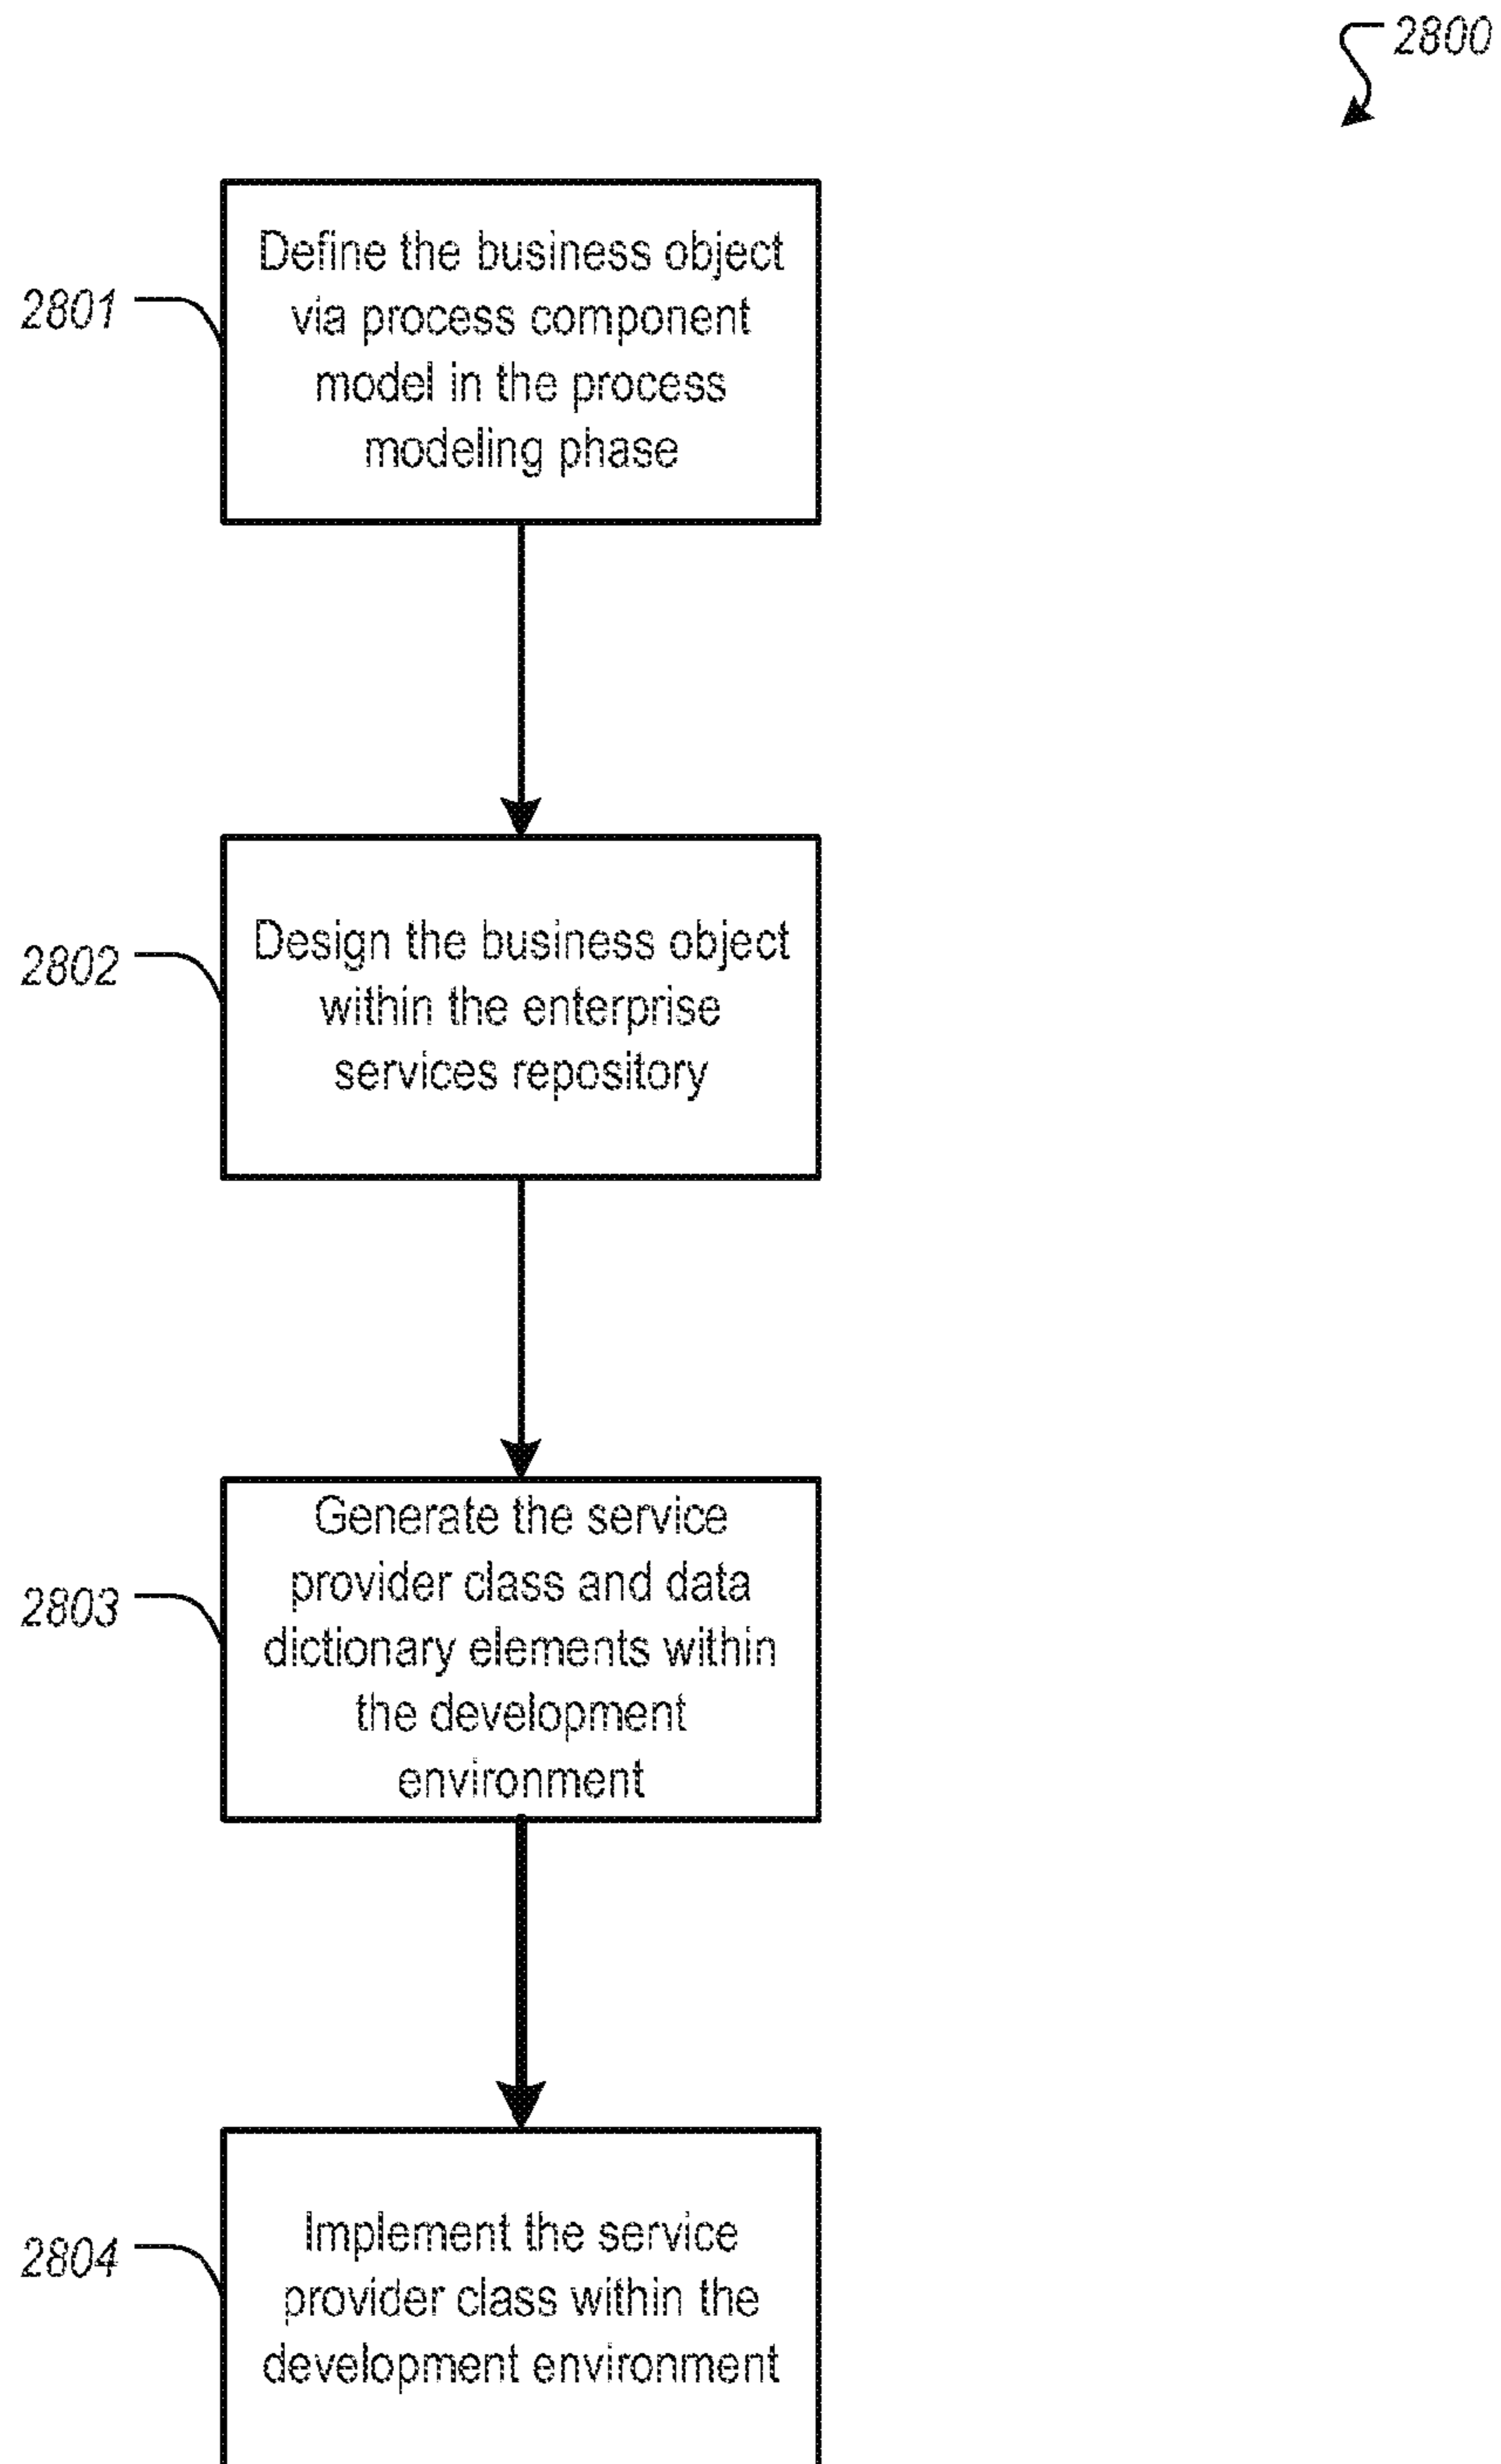 2800
2801
Define the business object
via process component
model in the process
modeling phase
2802
Design the business object
within the enterprise
services repository
2803
Generate the service
provider class and data
dictionary elements within
the development
environment
2804
Implement the service
provider class within the
development environment